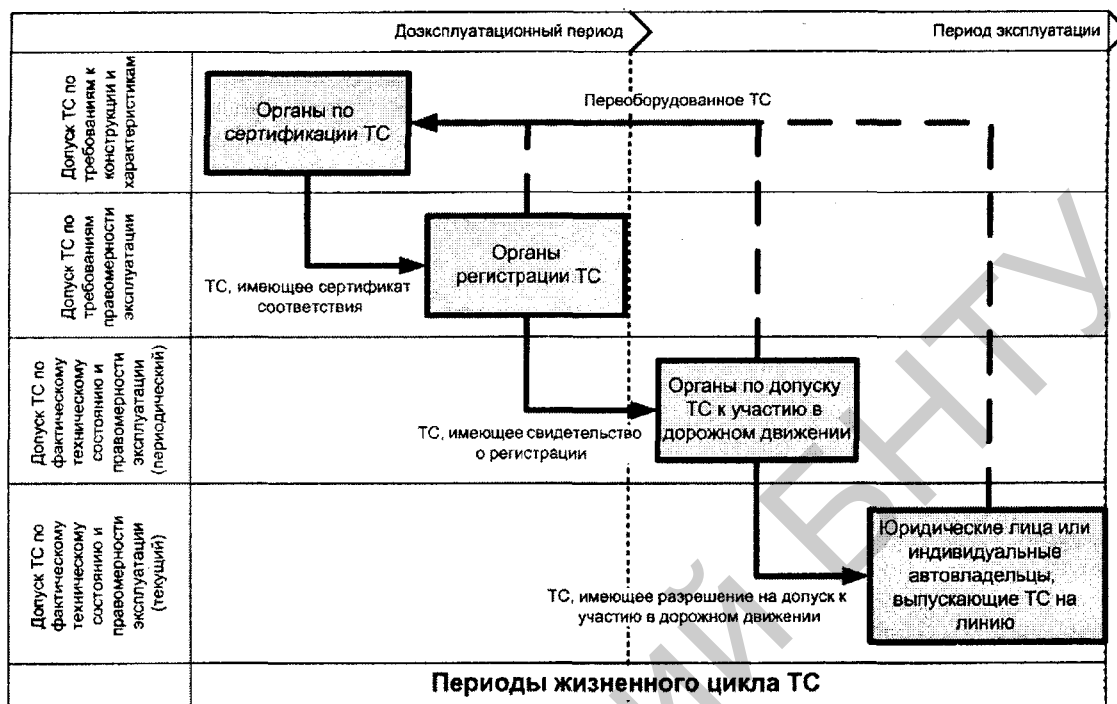 Доэксплуатационный период
Период эксплуатации
Допуск ТС по
требованиям к
конструкции и
характеристикам
Органы по
сертификации ТС
Переоборудованное ТС
Допуск ТС по
требованиям
правомерности
эксплуатации
Органы
регистрации ТС
ТС, имеющее сертификат
соответствия
Допуск ТС по
фактическому
техническому
состоянию и
правомерности
эксплуатации
(периодический)
Органы по допуску
ТС к участию в
дорожном движении
ТС, имеющее свидетельство
о регистрации
Допуск ТС по
фактическому
техническому
состоянию и
правомерности
эксплуатации
(текущий)
Юридические лица или
индивидуальные
автовладельцы,
выпускающие ТС на
линию
ТС, имеющее разрешение на допуск к
участию в дорожном движении
Периоды жизненного цикла ТС
ИЙ БНТУ